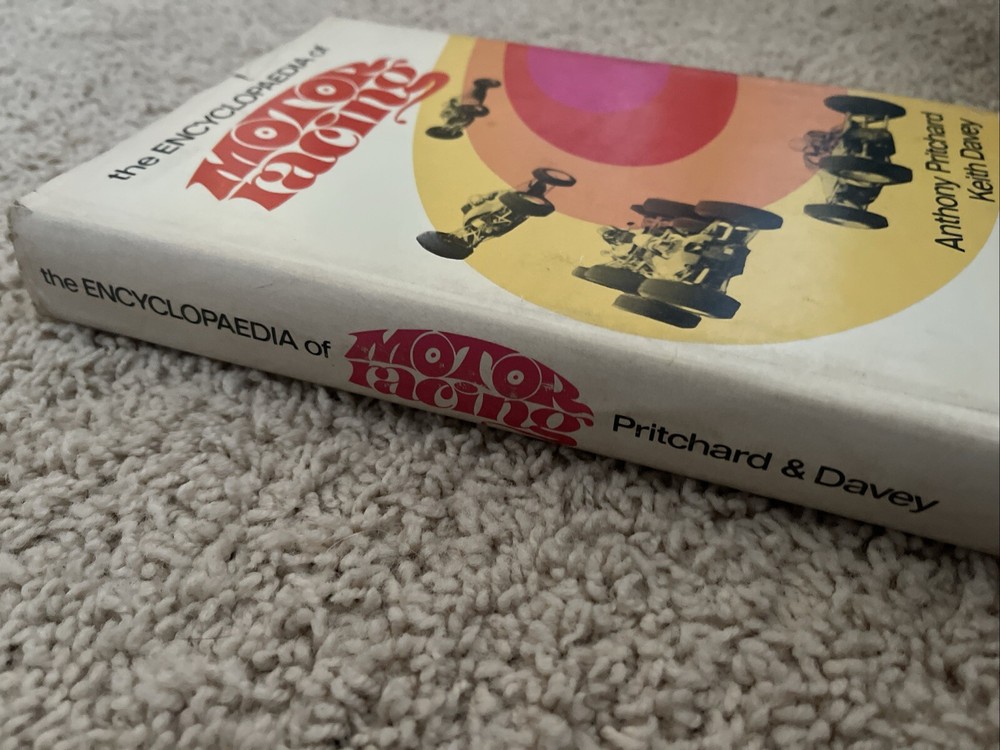 the ENCYCLOPAEDIA of
MOTOR
racing
Anthony Pritchard
Keith Davey
the ENCYCLOPAEDIA of
MOTOR
racing
Pritchard & Davey